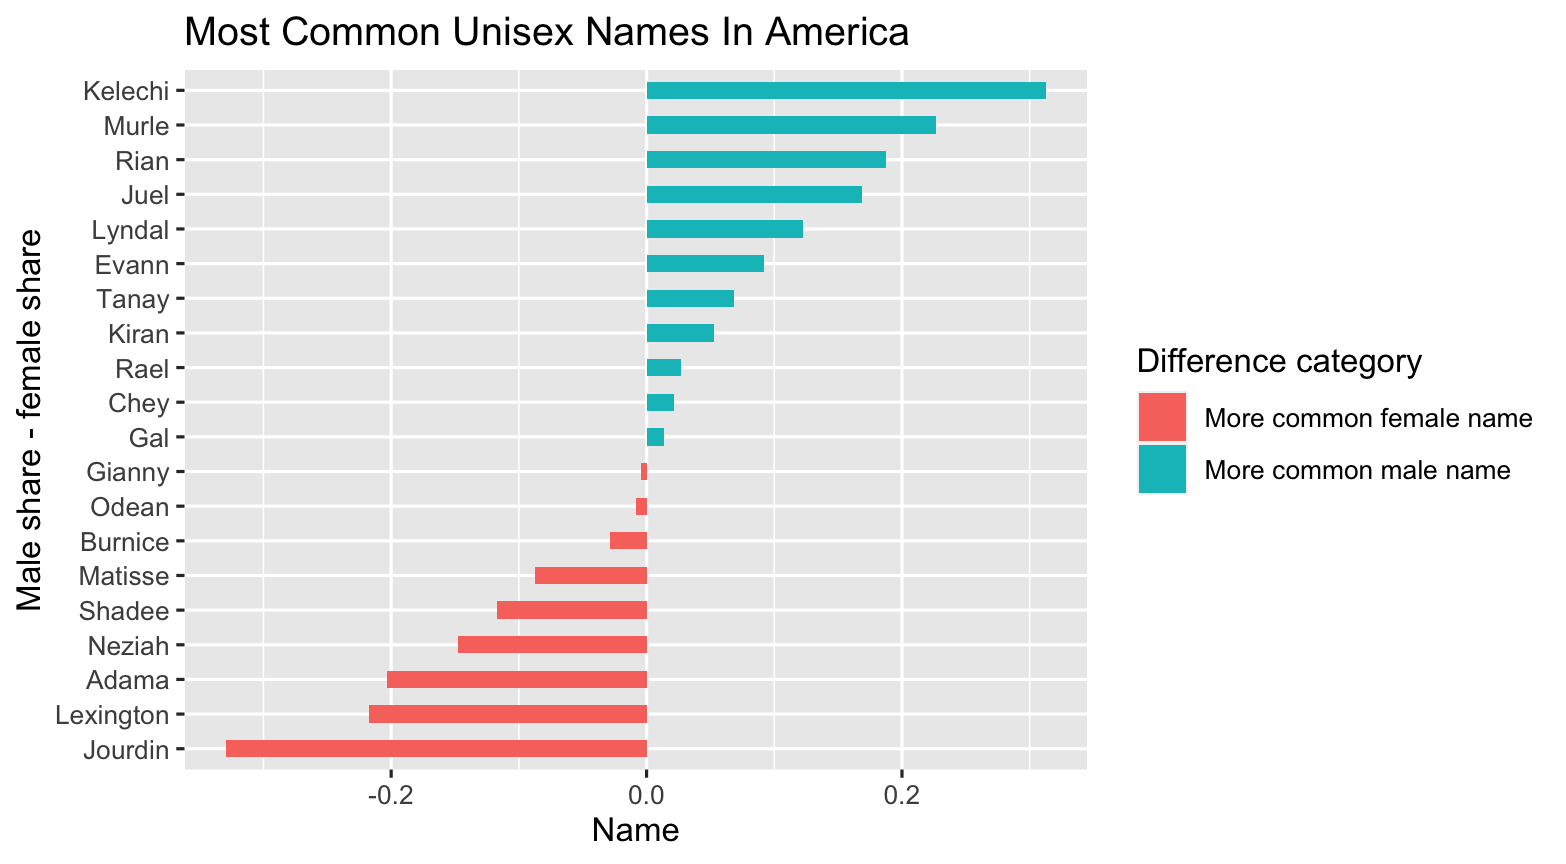 Most Common Unisex Names In America
Male share - female share
Kelechi
Murle
Rian
Juel
Lyndal
Evann
Tanay
Kiran
Rael
Chey
Gal
Gianny
Odean
Burnice
Matisse
Shadee
Neziah
Adama
Lexington
Jourdin
-0.2 0.0 0.2
Name
Difference category
More common female name
More common male name